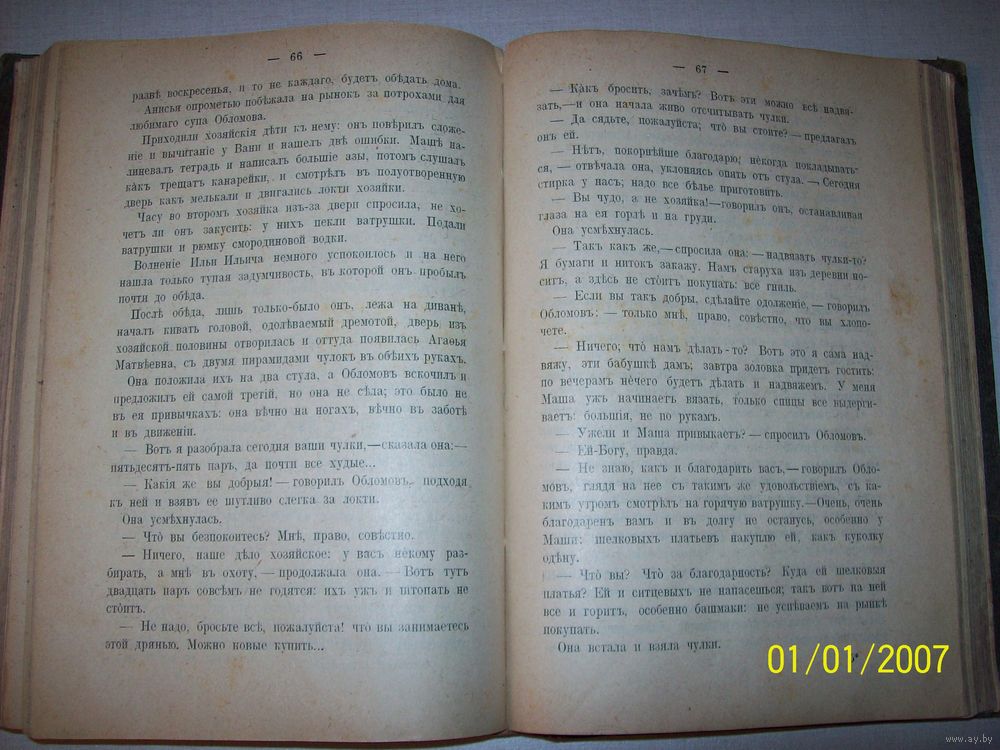 — 66 —
развѣ воскресенья, и то не каждаго, будетъ обѣдать дома.
Анисья опрометью побѣжала на рынокъ за потрохами для
любимаго супа Обломова.
Приходили хозяйскія дѣти къ нему: онъ повѣрилъ сложе-
ніе и вычитаніе у Вани и нашелъ двѣ ошибки. Машѣ на-
линевалъ тетрадь и написалъ большіе азы, потомъ слушалъ
ка̀къ трещатъ канарейки, и смотрѣлъ въ полуотворенную
дверь какъ мелькали и двигались локти хозяйки.
Часу во второмъ хозяйка изъ-за двери спросила, не хо-
четъ ли онъ закусить: у нихъ пекли ватрушки. Подали
ватрушки и рюмку смородиновой водки.
Волненіе Ильи Ильича немного успокоилось и на него
нашла только тупая задумчивость, въ которой онъ пробылъ
почти до обѣда.
Послѣ обѣда, лишь только-было онъ, лежа на диванѣ,
началъ кивать головой, одолѣваемый дремотой, дверь изъ
хозяйской половины отворилась и оттуда появилась Агаѳья
Матвѣевна, съ двумя пирамидами чулокъ въ обѣихъ рукахъ.
Она положила ихъ на два стула, а Обломовъ вскочилъ и
предложилъ ей самой третій, но она не сѣла; это было не
въ ея привычкахъ: она вѣчно на ногахъ, вѣчно въ заботѣ
и въ движеніи.
— Вотъ я разобрала сегодня ваши чулки,—сказала она:—
пятьдесятъ-пять паръ, да почти все худые...
— Какія же вы добрыя! — говорилъ Обломовъ, подходя
къ ней и взявъ ее шутливо слегка за локти.
Она усмѣхнулась.
— Что̀ вы безпокоитесь? Мнѣ, право, совѣстно.
— Ничего, наше дѣло хозяйское: у васъ не́кому раз-
бирать, а мнѣ въ охоту, — продолжала она. — Вотъ тутъ
двадцать паръ совсѣмъ не годятся: ихъ ужъ и штопать не
сто̀итъ.
— Не надо, бросьте всѣ, пожалуйста! что вы занимаетесь
этой дрянью. Можно новые купить...
— 67 —
— Ка̀къ бросить, зачѣмъ? Вотъ эти можно всѣ надвя-
зать,—и она начала живо отсчитывать чулки.
— Да сядьте, пожалуйста; что̀ вы стоите? — предлагалъ
онъ ей.
— Нѣтъ, покорнѣйше благодарю, не́когда покладывать-
ся, — отвѣчала она, уклоняясь опять отъ стула. — Сегодня
стирка у насъ; надо все бѣлье приготовить.
— Вы чудо, а не хозяйка!—говорилъ онъ, останавливая
глаза на ея горлѣ и на груди.
Она усмѣхнулась.
— Такъ какъ же,—спросила она:—надвязать чулки-то?
Я бумаги и нитокъ закажу. Намъ старуха изъ деревни но-
ситъ, а здѣсь не сто̀итъ покупать: все гниль.
— Если вы такъ добры, сдѣлайте одолженіе, — говорилъ
Обломовъ: — только мнѣ, право, совѣстно, что вы хлопо-
чете.
— Ничего; что̀ намъ дѣлать-то? Вотъ это я сама над-
вяжу, эти бабушкѣ дамъ; завтра золовка придетъ гостить:
по вечерамъ не́чего будетъ дѣлать и надвяжемъ. У меня
Маша ужъ начинаетъ вязать, только спицы все выдерги-
ваетъ: большія, не по рукамъ.
— Ужели и Маша привыкаетъ? — спросилъ Обломовъ.
— Ей-Богу, правда.
— Не знаю, какъ и благодарить васъ,—говорилъ Обло-
мовъ, глядя на нее съ такимъ же удовольствіемъ, съ ка-
кимъ утромъ смотрѣлъ на горячую ватрушку.—Очень, очень
благодаренъ вамъ и въ долгу не останусь, особенно у
Маши: шелковыхъ платьевъ накуплю ей, какъ куколку
одѣну.
— Что̀ вы? Что̀ за благодарность? Куда ей шелковыя
платья? Ей и ситцевыхъ не напасешься; такъ вотъ на ней
все и горитъ, особенно башмаки: не успѣваемъ на рынкѣ
покупать.
Она встала и взяла чулки.
01/01/2007
www.ay.by